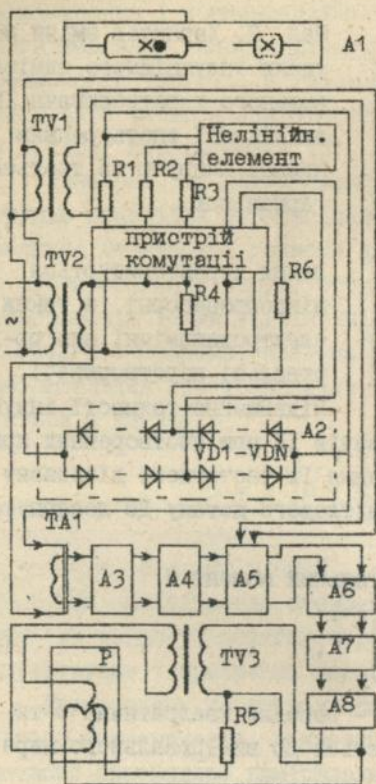 A1
TV1
Нелінійн.
елемент
R1
R2
R3
пристрій
комутації
TV2
R6
R4
~
A2
VD1-VDN
TA1
A3
A4
A5
A6
A7
P
TV3
A8
R5